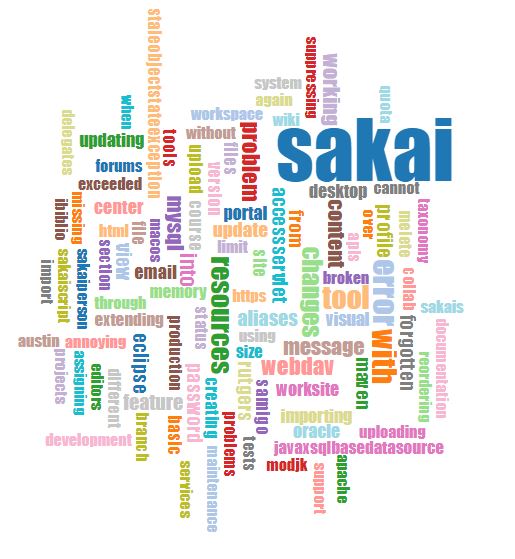 staleobjectstateexception
suppressing
working
system
quota
again
when
delegates
workspace
wiki
sakai
updating
tools
without
problem
files
forums
upload
version
desktop
cannot
exceeded
missing
center
mysql
course
portal
accessservlet
from
content
over
profile
melete
taxonomy
ibiblio
html
file
macos
update
apis
sakaiperson
section
view
into
limit
site
changes
import
sakaiscript
email
resources
broken
error
collab
memory
https
tool
sakais
through
extending
production
status
aliases
visual
with
forgotten
documentation
austin
annoying
eclipse
using
message
projects
assigning
size
reordering
editors
different
password
rutgers
webdav
maven
feature
creating
samigo
worksite
branch
basic
problems
importing
development
maintenance
tests
oracle
uploading
javaxsqlbasedatasource
services
modjk
support
apache